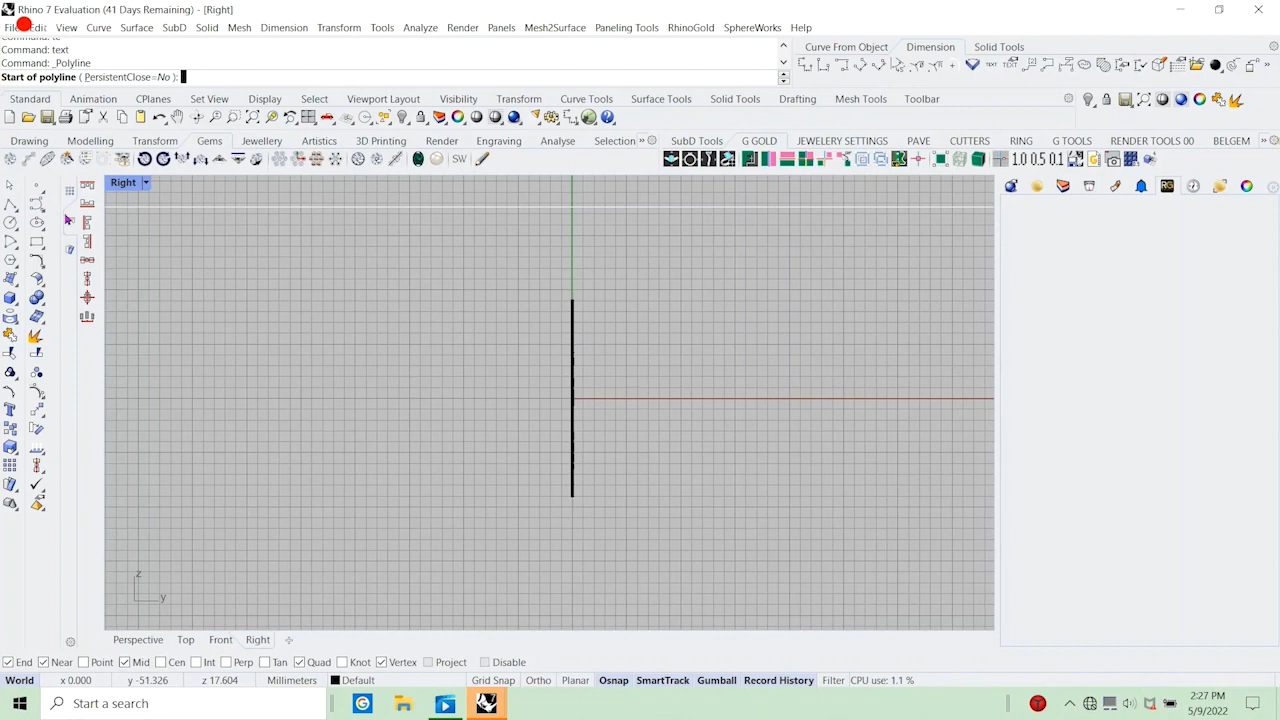 Rhino 7 Evaluation (41 Days Remaining) - [Right]
File Edit View Curve Surface SubD Solid Mesh Dimension Transform Tools Analyze Render Panels Mesh2Surface Paneling Tools RhinoGold SphereWorks Help
Command: text
Command: _Polyline
Start of polyline ( PersistentClose=No ):
Curve From Object Dimension Solid Tools
Standard Animation CPlanes Set View Display Select Viewport Layout Visibility Transform Curve Tools Surface Tools Solid Tools Drafting Mesh Tools Toolbar
Drawing Modelling Transform Gems Jewellery Artistics 3D Printing Render Engraving Analyse Selection SubD Tools G GOLD JEWELLERY SETTINGS PAVE CUTTERS RING G TOOLS RENDER TOOLS 00 BELGEM
SW 1.0 0.5 0.1
Right
z
y
Perspective Top Front Right
End Near Point Mid Cen Int Perp Tan Quad Knot Vertex Project Disable
World x 0.000 y -51.326 z 17.604 Millimeters Default Grid Snap Ortho Planar Osnap SmartTrack Gumball Record History Filter CPU use: 1.1 %
Start a search
2:27 PM
5/9/2022